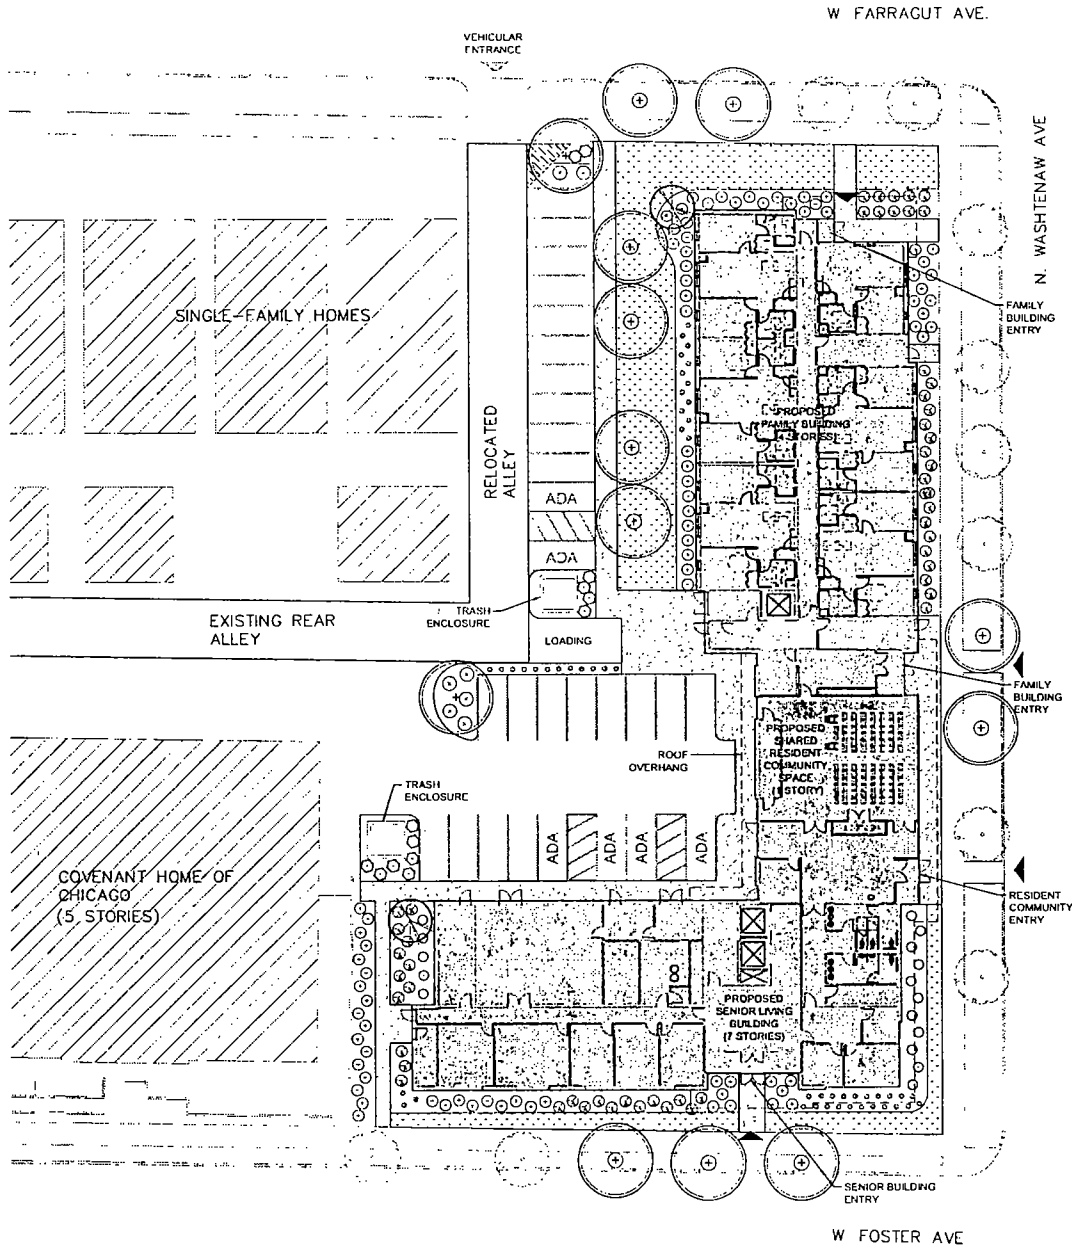 W FARRAGUT AVE.
VEHICULAR
ENTRANCE
N. WASHTENAW AVE
SINGLE-FAMILY HOMES
FAMILY
BUILDING
ENTRY
PROPOSED
FAMILY BUILDING
RELOCATED
ALLEY
ADA
ADA
TRASH
ENCLOSURE
EXISTING REAR
ALLEY
LOADING
FAMILY
BUILDING
ENTRY
PROPOSED
SHARED
RESIDENT
COMMUNITY
SPACE
STORY)
ROOF
OVERHANG
TRASH
ENCLOSURE
ADA
ADA
ADA
ADA
COVENANT HOME OF
CHICAGO
(5 STORIES)
RESIDENT
COMMUNITY
ENTRY
PROPOSED
SENIOR LIVING
BUILDING
(7 STORIES)
SENIOR BUILDING
ENTRY
W FOSTER AVE